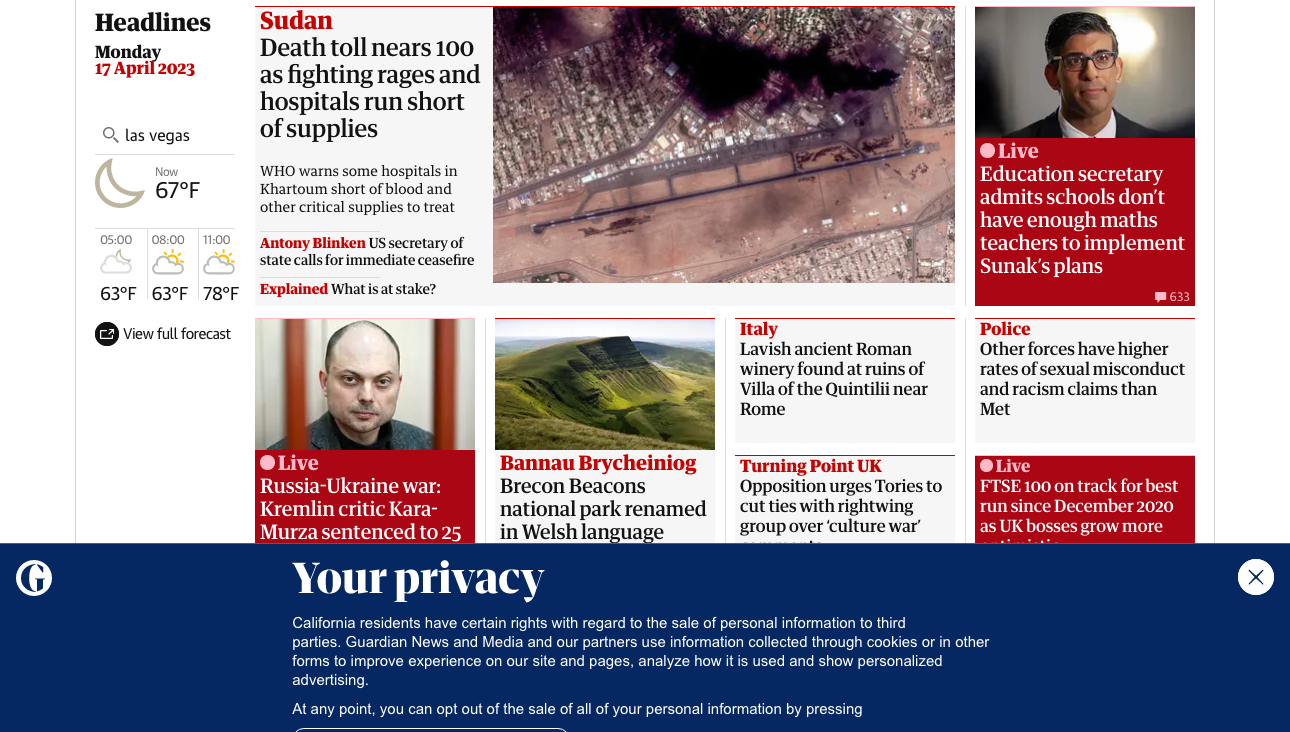 Headlines
Monday
17 April 2023
las vegas
Now
67°F
05:00
08:00
11:00
63°F
63°F
78°F
View full forecast
Sudan
Death toll nears 100
as fighting rages and
hospitals run short
of supplies
WHO warns some hospitals in
Khartoum short of blood and
other critical supplies to treat
Antony Blinken US secretary of
state calls for immediate ceasefire
Explained What is at stake?
Live
Education secretary
admits schools don't
have enough maths
teachers to implement
Sunak's plans
633
Live
Russia-Ukraine war:
Kremlin critic Kara-
Murza sentenced to 25
Bannau Brycheiniog
Brecon Beacons
national park renamed
in Welsh language
Italy
Lavish ancient Roman
winery found at ruins of
Villa of the Quintilii near
Rome
Turning Point UK
Opposition urges Tories to
cut ties with rightwing
group over ‘culture war’
Police
Other forces have higher
rates of sexual misconduct
and racism claims than
Met
Live
FTSE 100 on track for best
run since December 2020
as UK bosses grow more
Your privacy
California residents have certain rights with regard to the sale of personal information to third
parties. Guardian News and Media and our partners use information collected through cookies or in other
forms to improve experience on our site and pages, analyze how it is used and show personalized
advertising.
At any point, you can opt out of the sale of all of your personal information by pressing